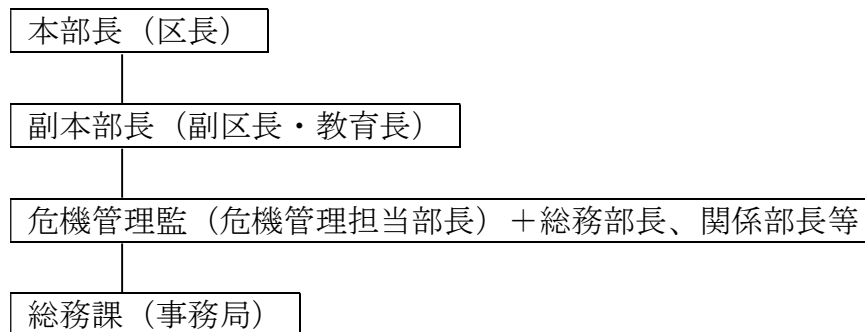 本部長（区長）
副本部長（副区長・教育長）
危機管理監（危機管理担当部長）＋総務部長、関係部長等
総務課（事務局）